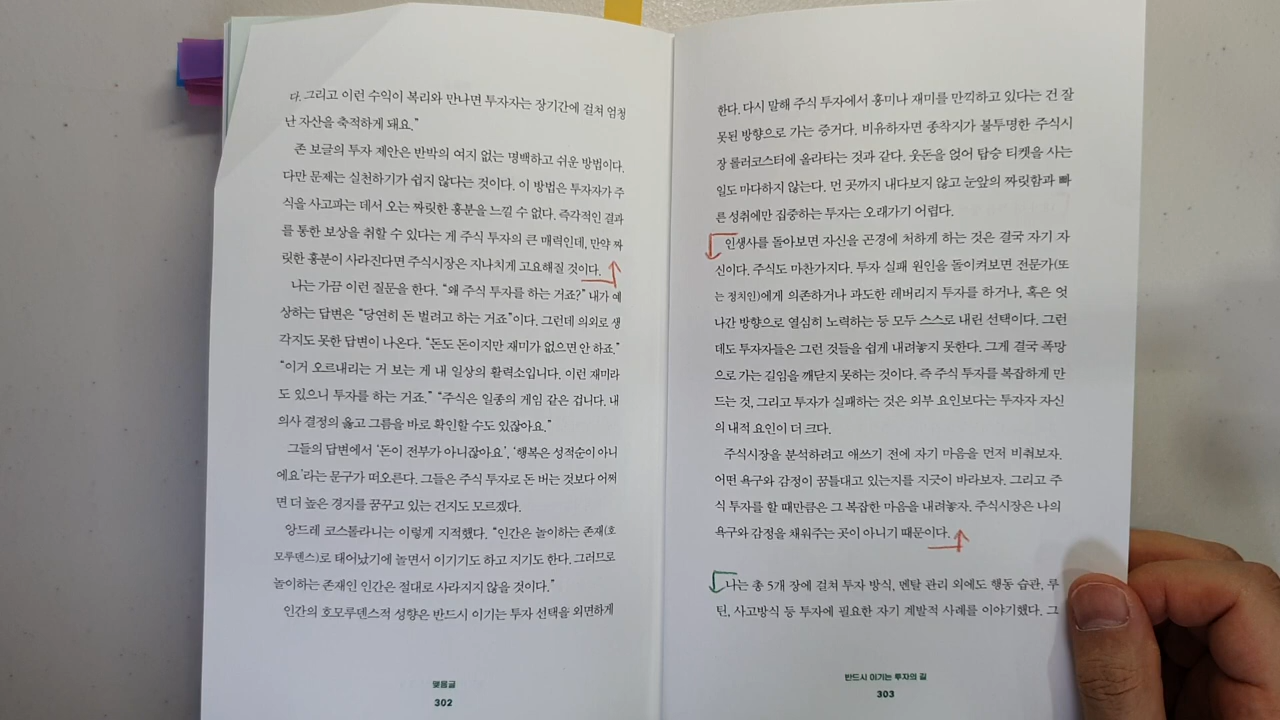 다. 그리고 이런 수익이 복리와 만나면 투자자는 장기간에 걸쳐 엄청
난 자산을 축적하게 돼요.”
존 보글의 투자 제안은 반박의 여지 없는 명백하고 쉬운 방법이다.
다만 문제는 실천하기가 쉽지 않다는 것이다. 이 방법은 투자자가 주
식을 사고파는 데서 오는 짜릿한 흥분을 느낄 수 없다. 즉각적인 결과
를 통한 보상을 취할 수 있다는 게 주식 투자의 큰 매력인데, 만약 짜
릿한 흥분이 사라진다면 주식시장은 지나치게 고요해질 것이다.
나는 가끔 이런 질문을 한다. “왜 주식 투자를 하는 거죠?” 내가 예
상하는 답변은 “당연히 돈 벌려고 하는 거죠”이다. 그런데 의외로 생
각지도 못한 답변이 나온다. “돈도 돈이지만 재미가 없으면 안 하죠.”
“이거 오르내리는 거 보는 게 내 일상의 활력소입니다. 이런 재미라
도 있으니 투자를 하는 거죠.” “주식은 일종의 게임 같은 겁니다. 내
의사 결정의 옳고 그름을 바로 확인할 수도 있잖아요.”
그들의 답변에서 ‘돈이 전부가 아니잖아요’, ‘행복은 성적순이 아니
에요’라는 문구가 떠오른다. 그들은 주식 투자로 돈 버는 것보다 어쩌
면 더 높은 경지를 꿈꾸고 있는 건지도 모르겠다.
앙드레 코스톨라니는 이렇게 지적했다. “인간은 놀이하는 존재(호
모루덴스)로 태어났기에 놀면서 이기기도 하고 지기도 한다. 그러므로
놀이하는 존재인 인간은 절대로 사라지지 않을 것이다.”
인간의 호모루덴스적 성향은 반드시 이기는 투자 선택을 외면하게
맺음글
302
한다. 다시 말해 주식 투자에서 흥미나 재미를 만끽하고 있다는 건 잘
못된 방향으로 가는 증거다. 비유하자면 종착지가 불투명한 주식시
장 롤러코스터에 올라타는 것과 같다. 웃돈을 얹어 탑승 티켓을 사는
일도 마다하지 않는다. 먼 곳까지 내다보지 않고 눈앞의 짜릿함과 빠
른 성취에만 집중하는 투자는 오래가기 어렵다.
인생사를 돌아보면 자신을 곤경에 처하게 하는 것은 결국 자기 자
신이다. 주식도 마찬가지다. 투자 실패 원인을 돌이켜보면 전문가(또
는 정치인)에게 의존하거나 과도한 레버리지 투자를 하거나, 혹은 엇
나간 방향으로 열심히 노력하는 등 모두 스스로 내린 선택이다. 그런
데도 투자자들은 그런 것들을 쉽게 내려놓지 못한다. 그게 결국 폭망
으로 가는 길임을 깨닫지 못하는 것이다. 즉 주식 투자를 복잡하게 만
드는 것, 그리고 투자가 실패하는 것은 외부 요인보다는 투자자 자신
의 내적 요인이 더 크다.
주식시장을 분석하려고 애쓰기 전에 자기 마음을 먼저 비춰보자.
어떤 욕구와 감정이 꿈틀대고 있는지를 지긋이 바라보자. 그리고 주
식 투자를 할 때만큼은 그 복잡한 마음을 내려놓자. 주식시장은 나의
욕구와 감정을 채워주는 곳이 아니기 때문이다.
나는 총 5개 장에 걸쳐 투자 방식, 멘탈 관리 외에도 행동 습관, 루
틴, 사고방식 등 투자에 필요한 자기 계발적 사례를 이야기했다. 그
반드시 이기는 투자의 길
303